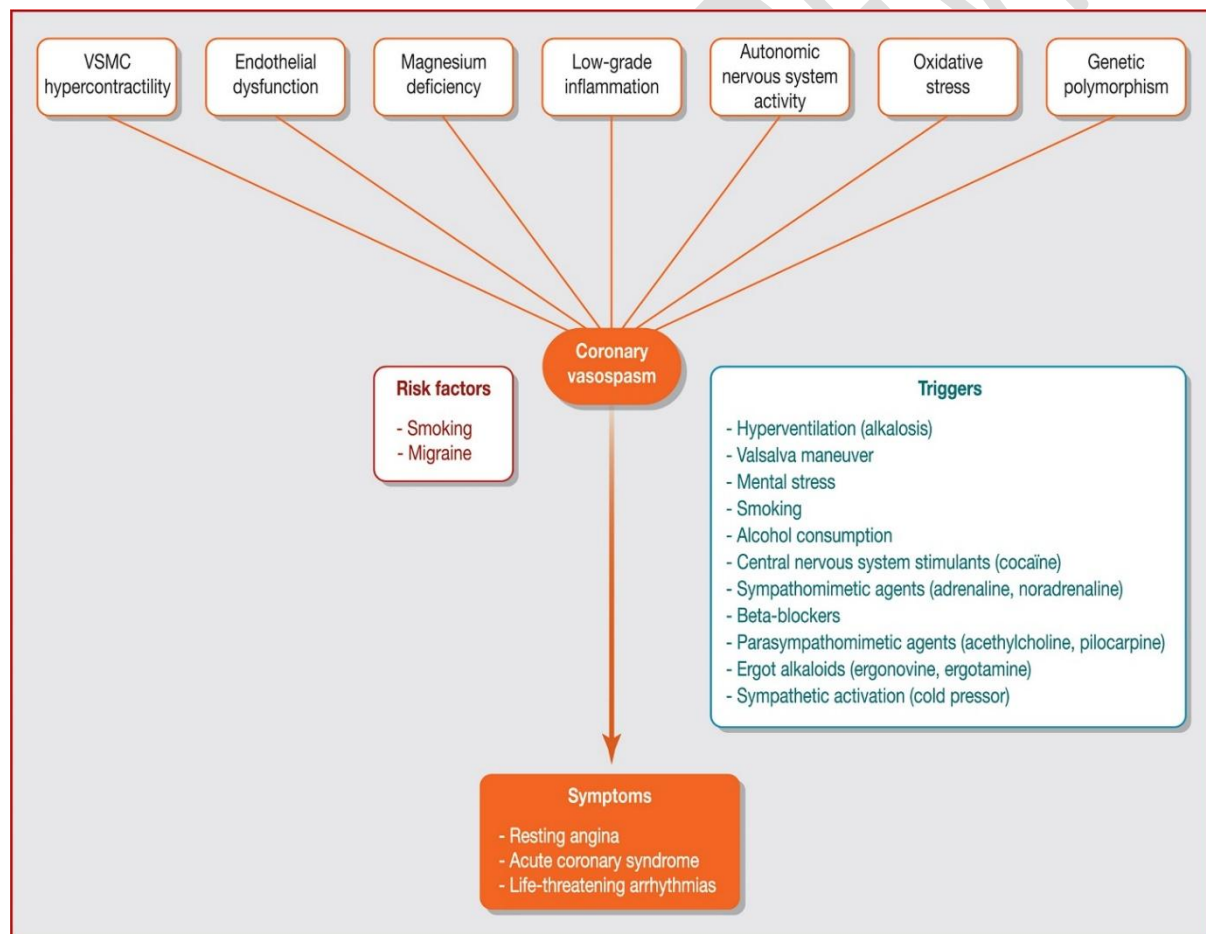 VSMC
hypercontractility
Endothelial
dysfunction
Magnesium
deficiency
Low-grade
inflammation
Autonomic
nervous system
activity
Oxidative
stress
Genetic
polymorphism
Coronary
vasospasm
Risk factors
- Smoking
- Migraine
Triggers
- Hyperventilation (alkalosis)
- Valsalva maneuver
- Mental stress
- Smoking
- Alcohol consumption
- Central nervous system stimulants (cocaïne)
- Sympathomimetic agents (adrenaline, noradrenaline)
- Beta-blockers
- Parasympathomimetic agents (acethylcholine, pilocarpine)
- Ergot alkaloids (ergonovine, ergotamine)
- Sympathetic activation (cold pressor)
Symptoms
- Resting angina
- Acute coronary syndrome
- Life-threatening arrhythmias